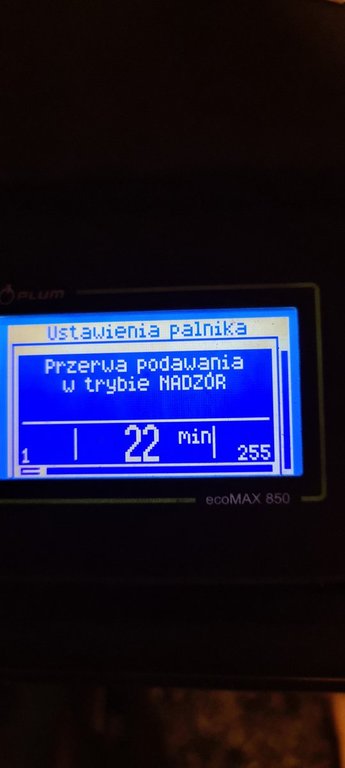 PLUM
Ustawienia palnika
Przerwa podawania
w trybie NADZÓR
1 22 min 255
ecoMAX 850